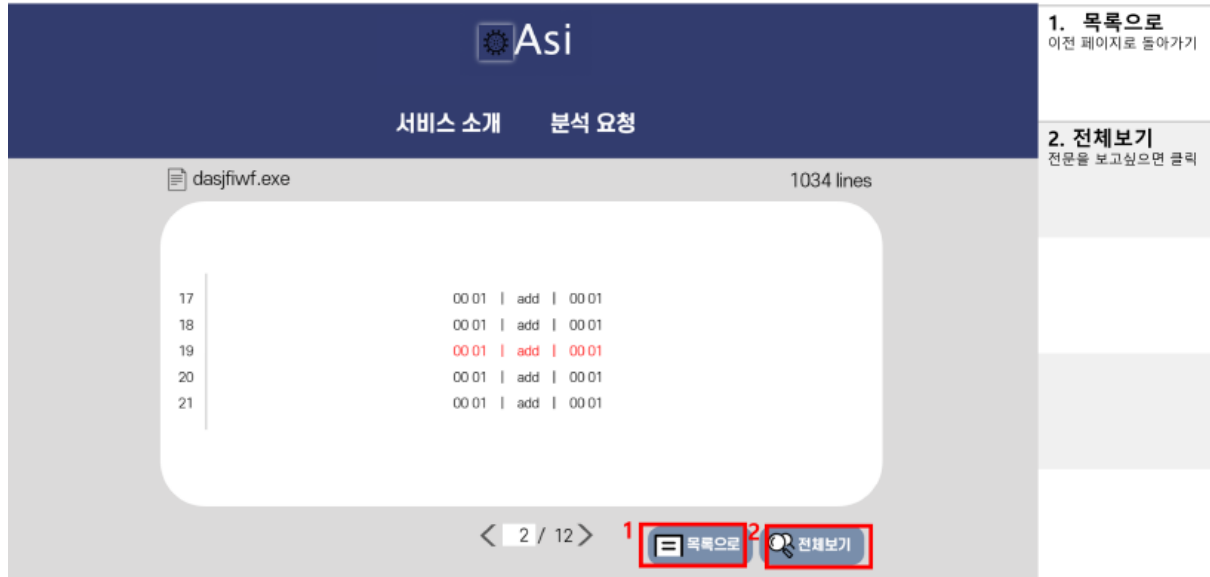 Asi
서비스 소개 분석 요청
dasjfiwf.exe 1034 lines
17 00 01 | add | 00 01
18 00 01 | add | 00 01
19 00 01 | add | 00 01
20 00 01 | add | 00 01
21 00 01 | add | 00 01
< 2 / 12 > 1 목록으로 2 전체보기
1. 목록으로
이전 페이지로 돌아가기
2. 전체보기
전문을 보고싶으면 클릭